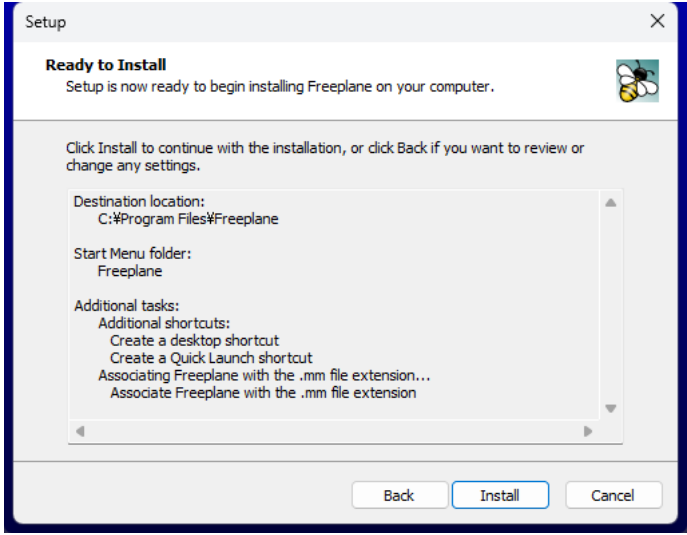 Setup
Ready to Install
Setup is now ready to begin installing Freeplane on your computer.
Click Install to continue with the installation, or click Back if you want to review or
change any settings.
Destination location:
C:¥Program Files¥Freeplane
Start Menu folder:
Freeplane
Additional tasks:
Additional shortcuts:
Create a desktop shortcut
Create a Quick Launch shortcut
Associating Freeplane with the .mm file extension...
Associate Freeplane with the .mm file extension
Back
Install
Cancel